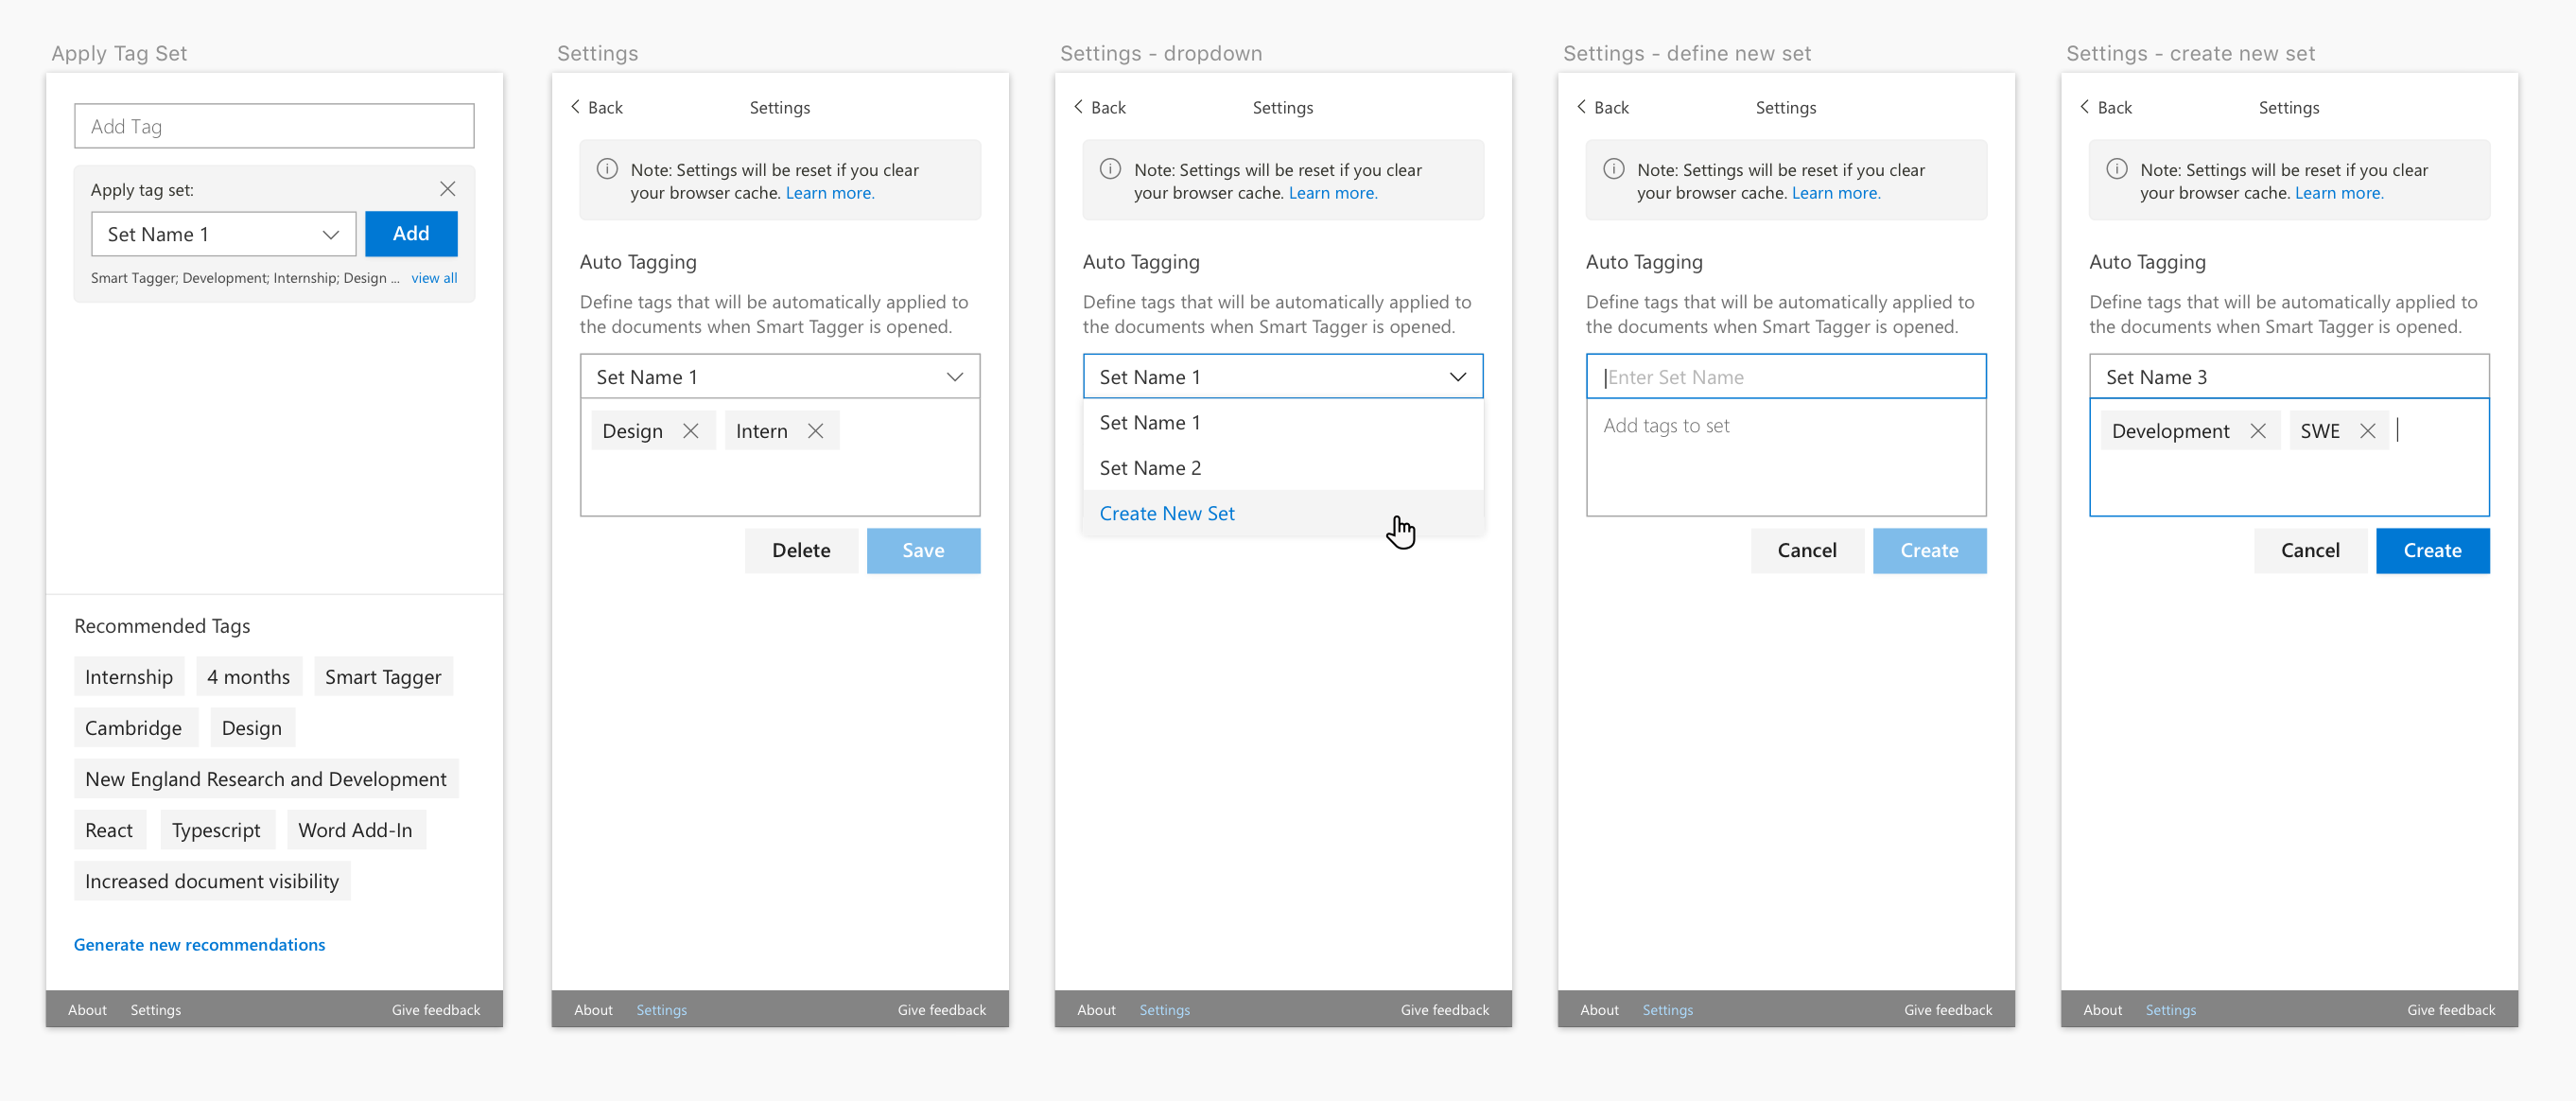 Apply Tag Set
Add Tag
Apply tag set:
Set Name 1
Add
Smart Tagger; Development; Internship; Design ... view all
Recommended Tags
Internship
4 months
Smart Tagger
Cambridge
Design
New England Research and Development
React
Typescript
Word Add-In
Increased document visibility
Generate new recommendations
About
Settings
Give feedback
Settings
Back
Settings
Note: Settings will be reset if you clear
your browser cache. Learn more.
Auto Tagging
Define tags that will be automatically applied to
the documents when Smart Tagger is opened.
Set Name 1
Design
Intern
Delete
Save
About
Settings
Give feedback
Settings - dropdown
Back
Settings
Note: Settings will be reset if you clear
your browser cache. Learn more.
Auto Tagging
Define tags that will be automatically applied to
the documents when Smart Tagger is opened.
Set Name 1
Set Name 1
Set Name 2
Create New Set
About
Settings
Give feedback
Settings - define new set
Back
Settings
Note: Settings will be reset if you clear
your browser cache. Learn more.
Auto Tagging
Define tags that will be automatically applied to
the documents when Smart Tagger is opened.
Enter Set Name
Add tags to set
Cancel
Create
About
Settings
Give feedback
Settings - create new set
Back
Settings
Note: Settings will be reset if you clear
your browser cache. Learn more.
Auto Tagging
Define tags that will be automatically applied to
the documents when Smart Tagger is opened.
Set Name 3
Development
SWE
Cancel
Create
About
Settings
Give feedback